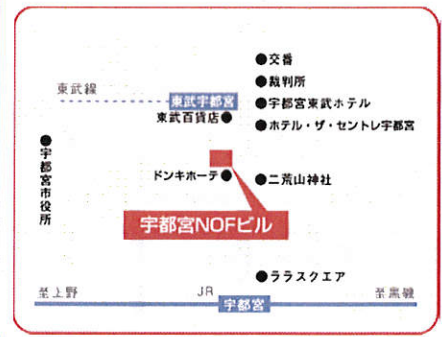 ●交番
●裁判所
東武線
東武宇都宮
●宇都宮東武ホテル
東武百貨店●
●ホテル・ザ・セントレ宇都宮
●宇都宮市役所
ドンキホーテ●
●二荒山神社
宇都宮NOFビル
●ララスクエア
至上野
JR
至黒磯
宇都宮